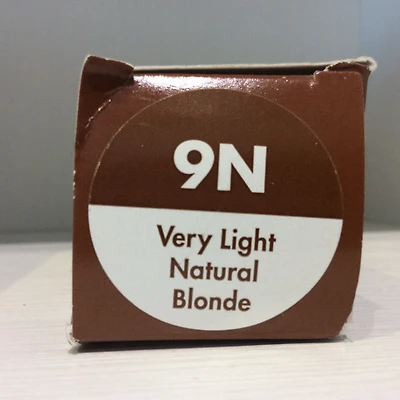 9N
Very Light
Natural
Blonde